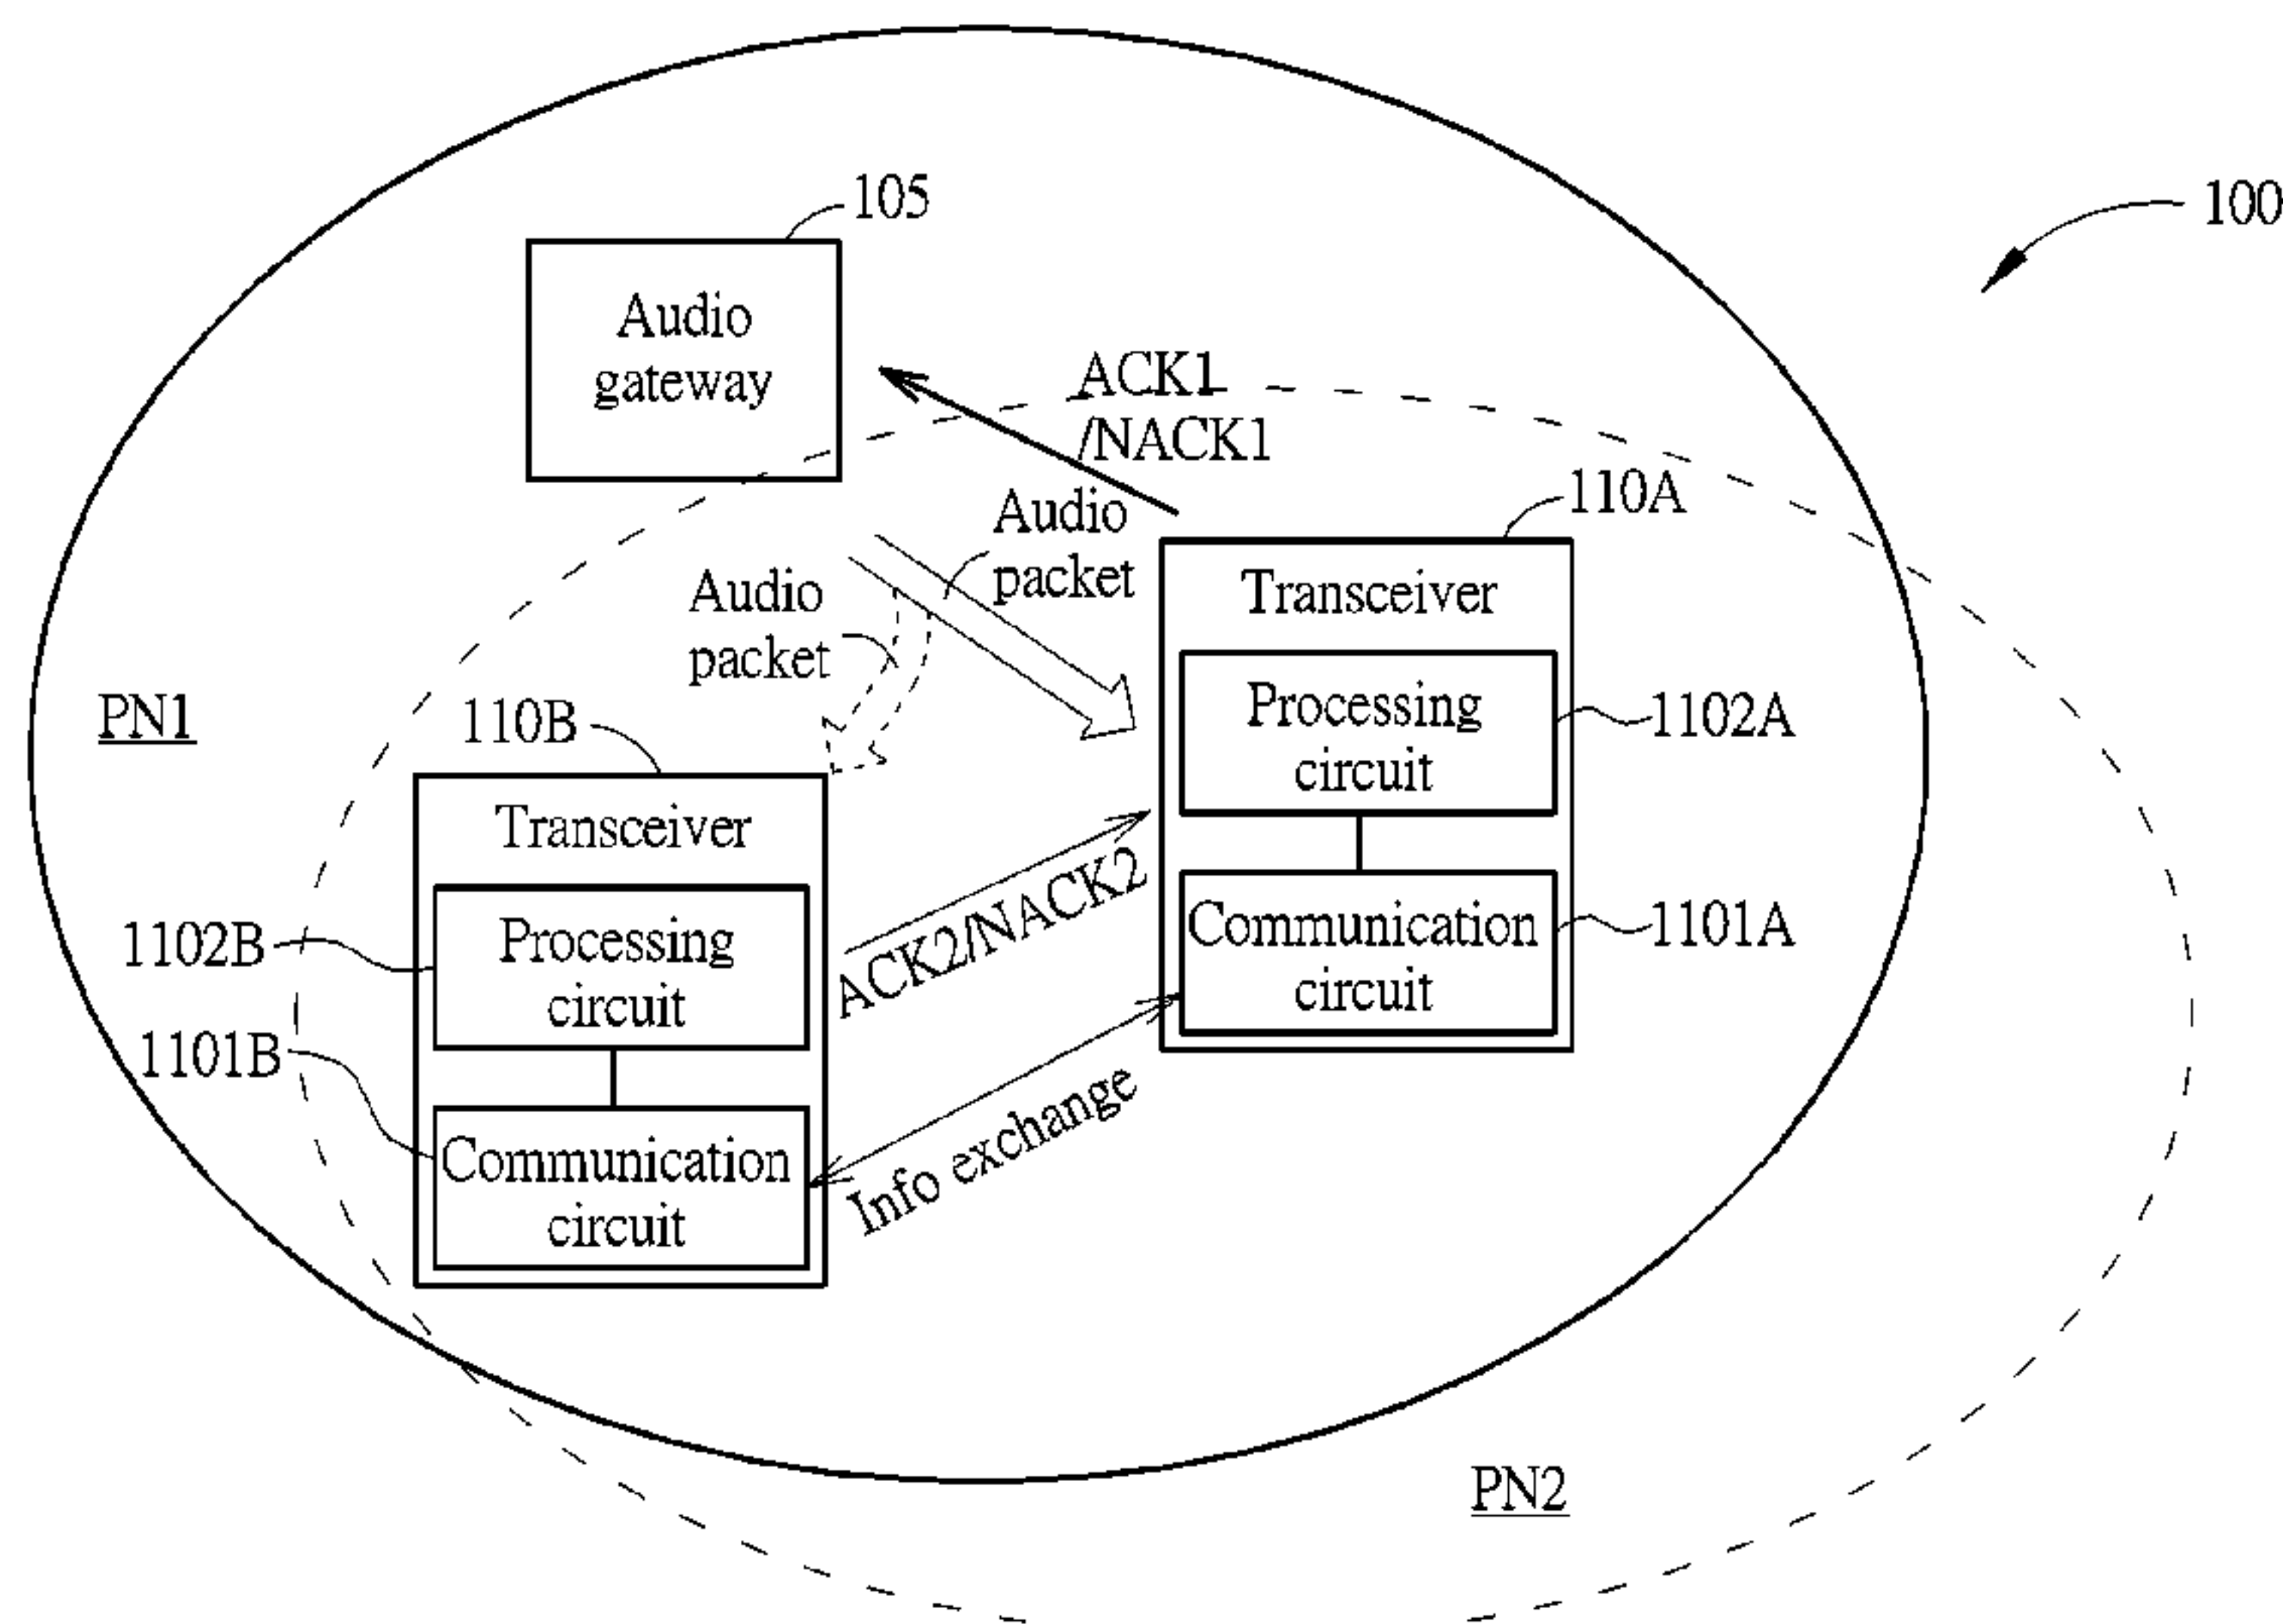 105
100
Audio
gateway
ACK1
/NACK1
110A
Audio
packet
Audio
packet
Transceiver
Processing
circuit
1102A
PN1
110B
Transceiver
ACK2/NACK2
Communication
circuit
1101A
1102B
Processing
circuit
1101B
Info exchange
Communication
circuit
PN2